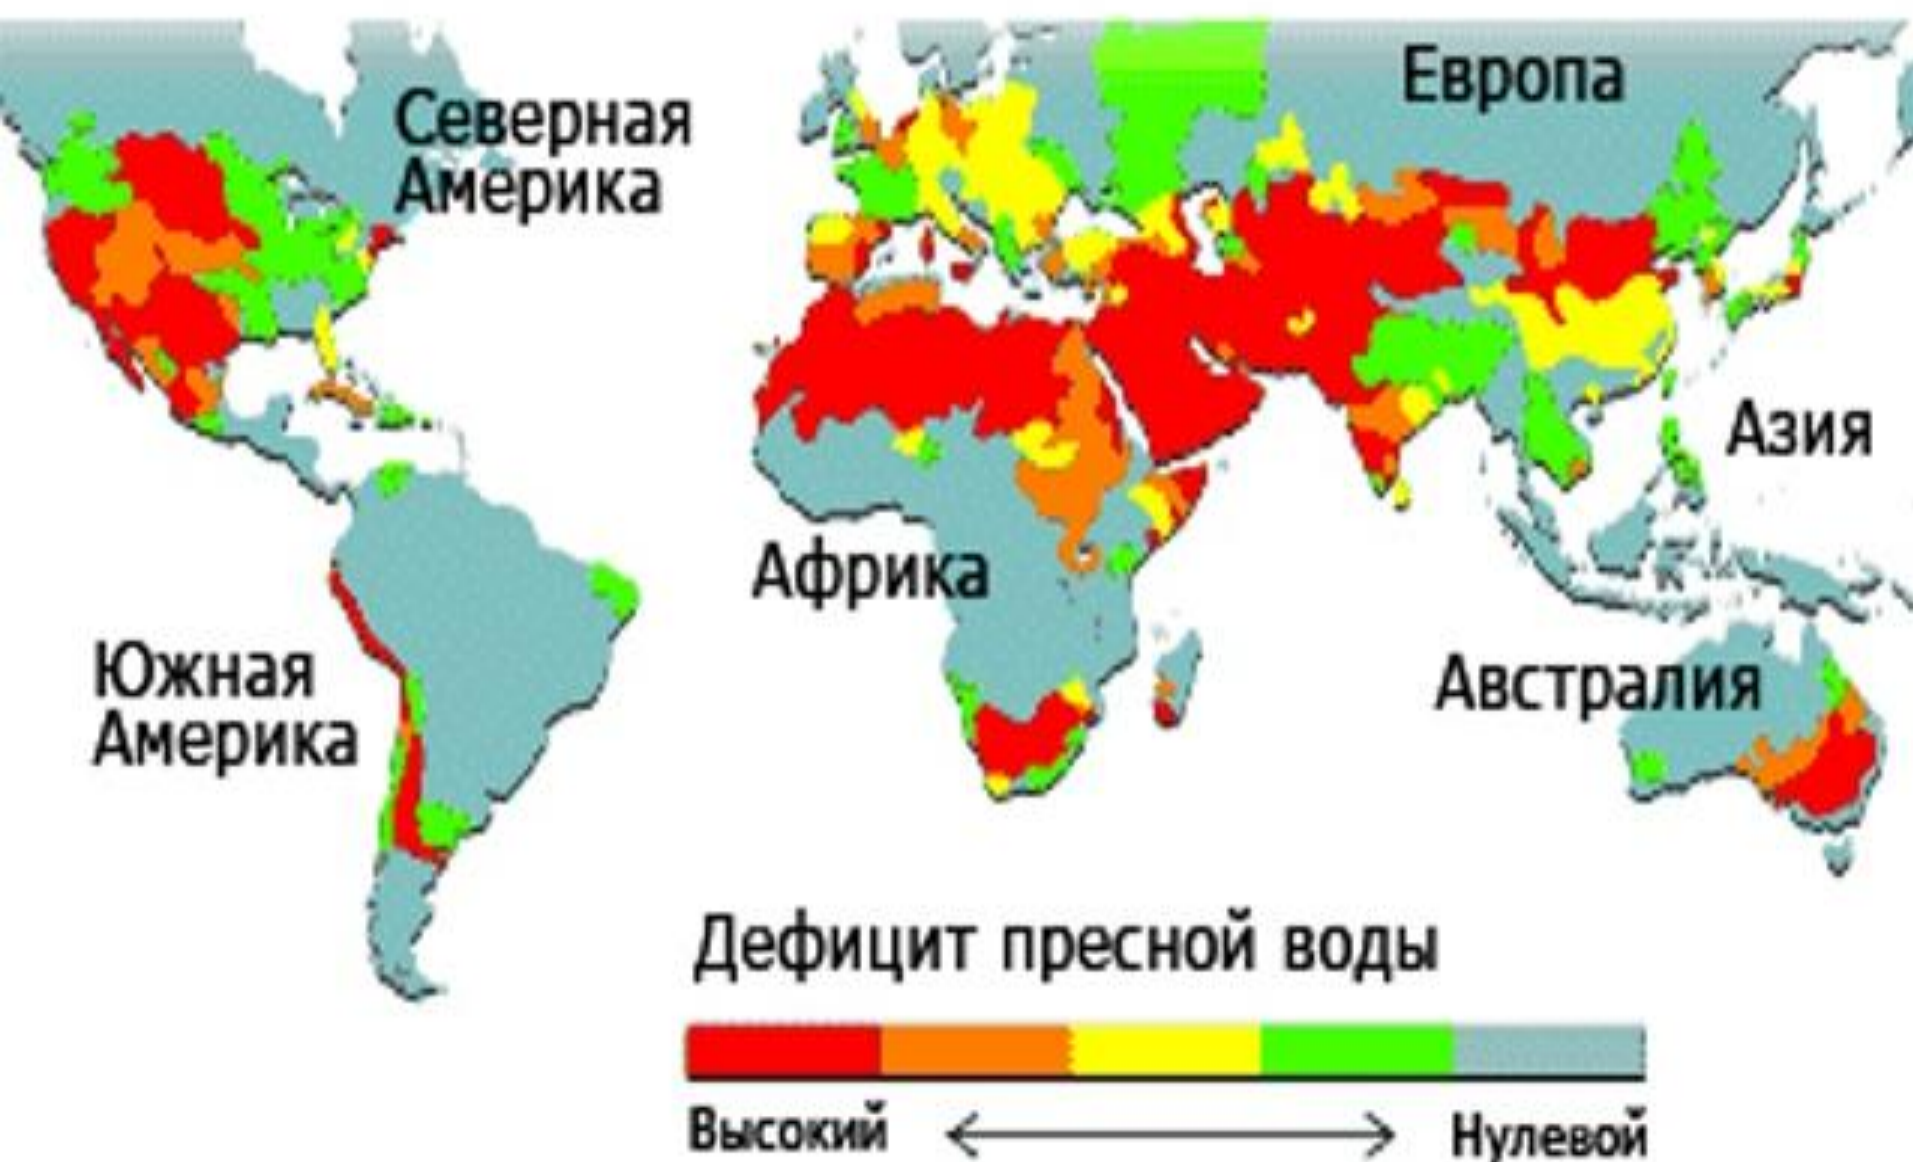 Северная
Америка
Европа
Азия
Африка
Южная
Америка
Австралия
Дефицит пресной воды
Высокий
Нулевой